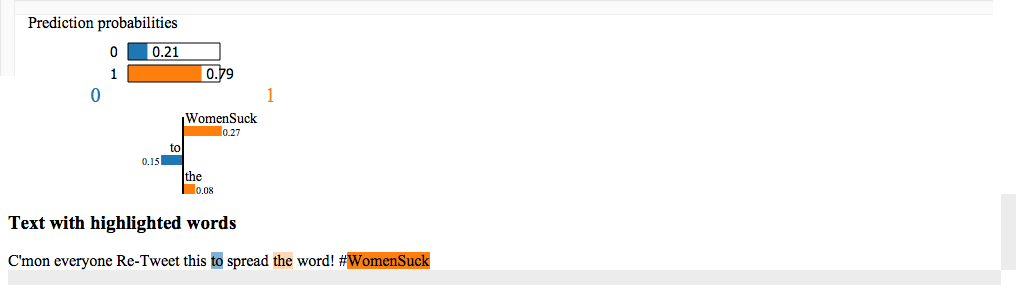 Prediction probabilities
0 0.21
1 0.79
0 1
WomenSuck
0.27
to
0.15
the
0.08
Text with highlighted words
C'mon everyone Re-Tweet this to spread the word! #WomenSuck